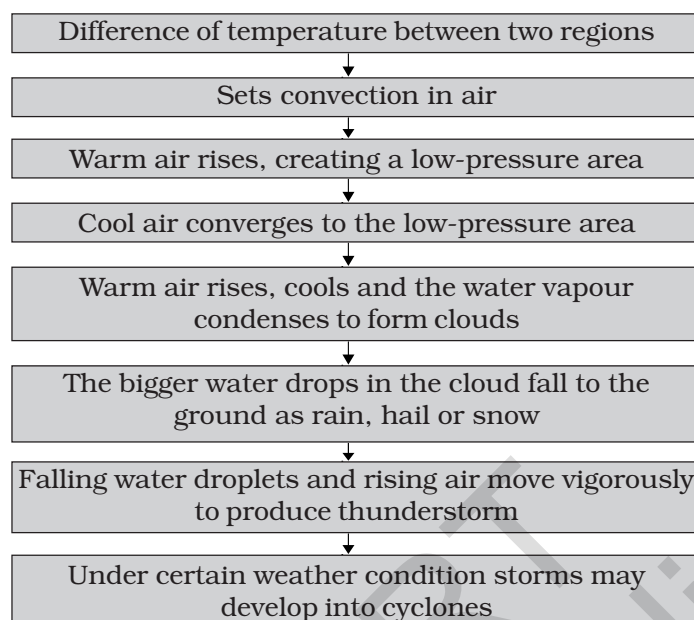 Difference of temperature between two regions
Sets convection in air
Warm air rises, creating a low-pressure area
Cool air converges to the low-pressure area
Warm air rises, cools and the water vapour
condenses to form clouds
The bigger water drops in the cloud fall to the
ground as rain, hail or snow
Falling water droplets and rising air move vigorously
to produce thunderstorm
Under certain weather condition storms may
develop into cyclones